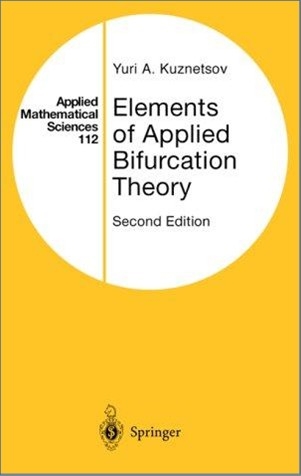 Yuri A. Kuznetsov
Applied
Mathematical
Sciences
112
Elements
of Applied
Bifurcation
Theory
Second Edition
Springer